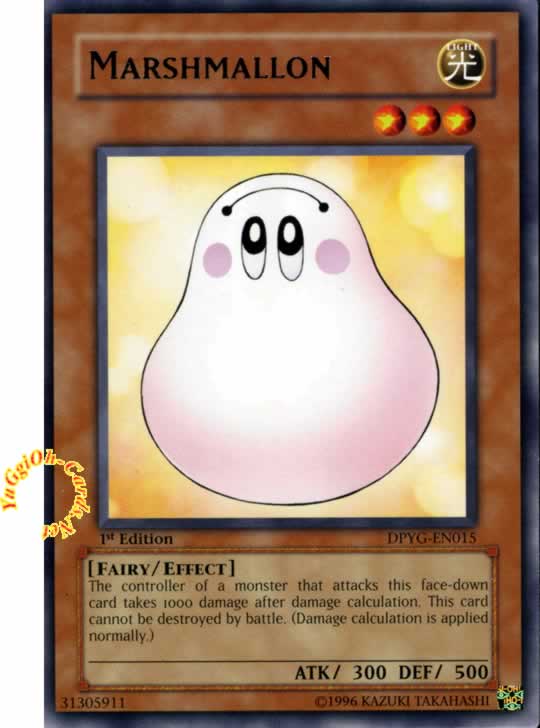 MARSHMALLON
LIGHT
光
1st Edition
DPYG-EN015
[FAIRY/EFFECT]
The controller of a monster that attacks this face-down
card takes 1000 damage after damage calculation. This card
cannot be destroyed by battle. (Damage calculation is applied
normally.)
ATK/ 300 DEF/ 500
31305911
©1996 KAZUKI TAKAHASHI
YuGgiOh-Cards.Net